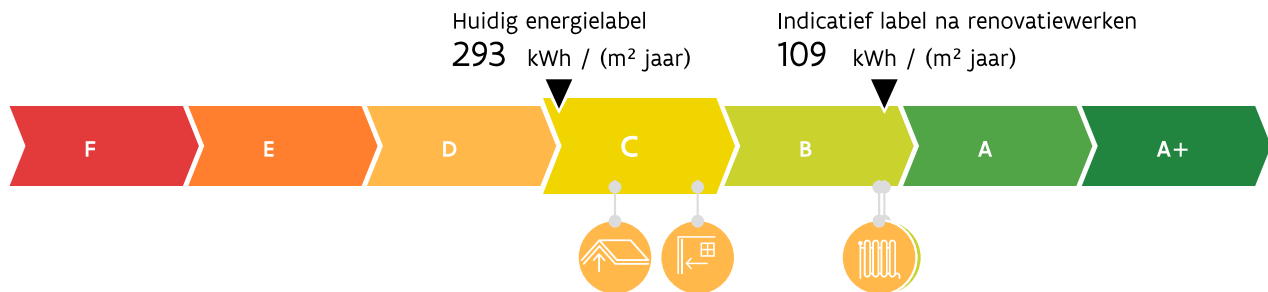 Huidig energielabel
293 kWh / (m² jaar)
Indicatief label na renovatiewerken
109 kWh / (m² jaar)
F
E
D
C
B
A
A+